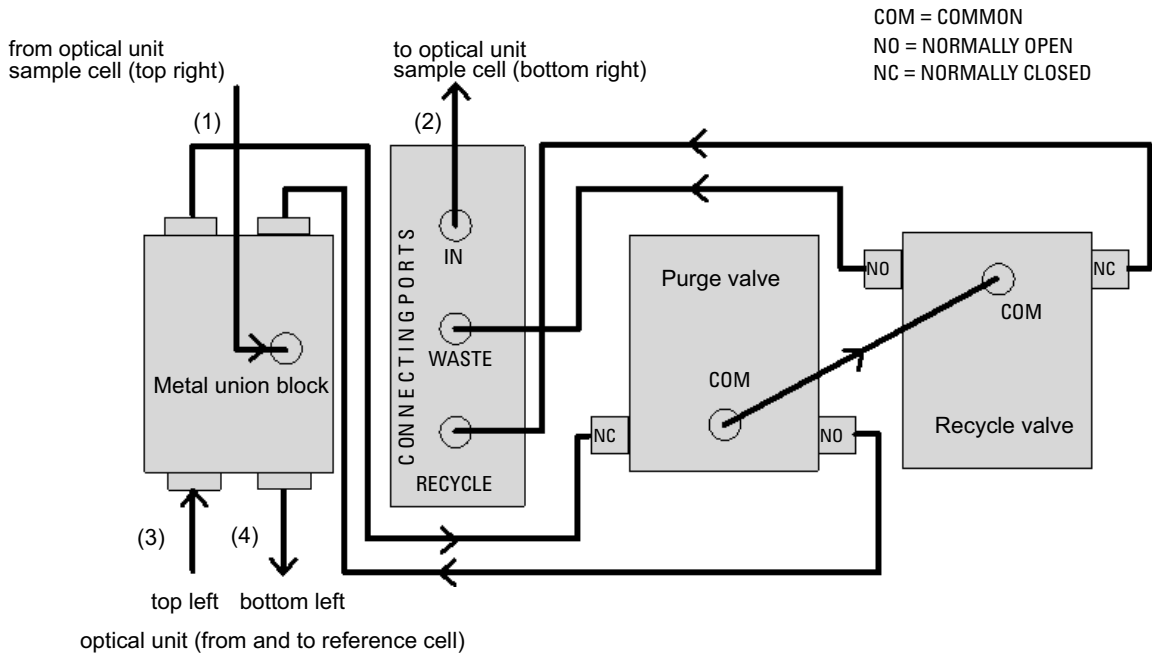 COM = COMMON
NO = NORMALLY OPEN
NC = NORMALLY CLOSED
from optical unit
sample cell (top right)
to optical unit
sample cell (bottom right)
(1)
(2)
CONNECTINGPORTS
IN
WASTE
RECYCLE
Metal union block
Purge valve
COM
NC
NO
NO
NC
COM
Recycle valve
(3)
(4)
top left
bottom left
optical unit (from and to reference cell)